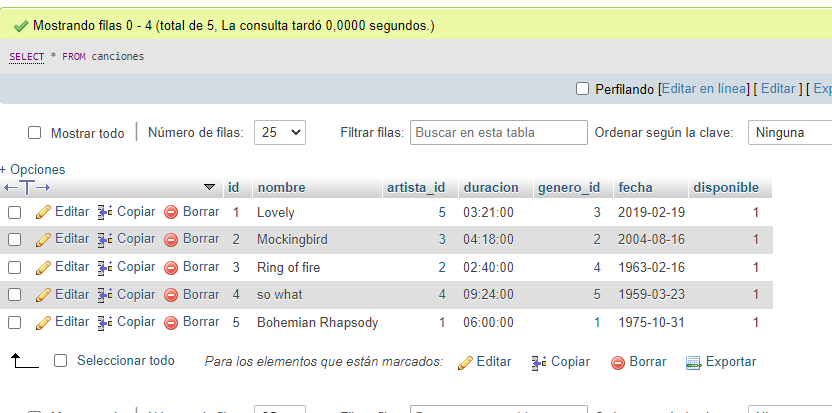 Mostrando filas 0 - 4 (total de 5, La consulta tardó 0,0000 segundos.)
SELECT * FROM canciones
Perfilando [Editar en línea] [ Editar ] [ Exp
Mostrar todo Número de filas: 25 Filtrar filas: Buscar en esta tabla Ordenar según la clave: Ninguna
+ Opciones
←T→ id nombre artista_id duracion genero_id fecha disponible
Editar Copiar Borrar 1 Lovely 5 03:21:00 3 2019-02-19 1
Editar Copiar Borrar 2 Mockingbird 3 04:18:00 2 2004-08-16 1
Editar Copiar Borrar 3 Ring of fire 2 02:40:00 4 1963-02-16 1
Editar Copiar Borrar 4 so what 4 09:24:00 5 1959-03-23 1
Editar Copiar Borrar 5 Bohemian Rhapsody 1 06:00:00 1 1975-10-31 1
Seleccionar todo Para los elementos que están marcados: Editar Copiar Borrar Exportar